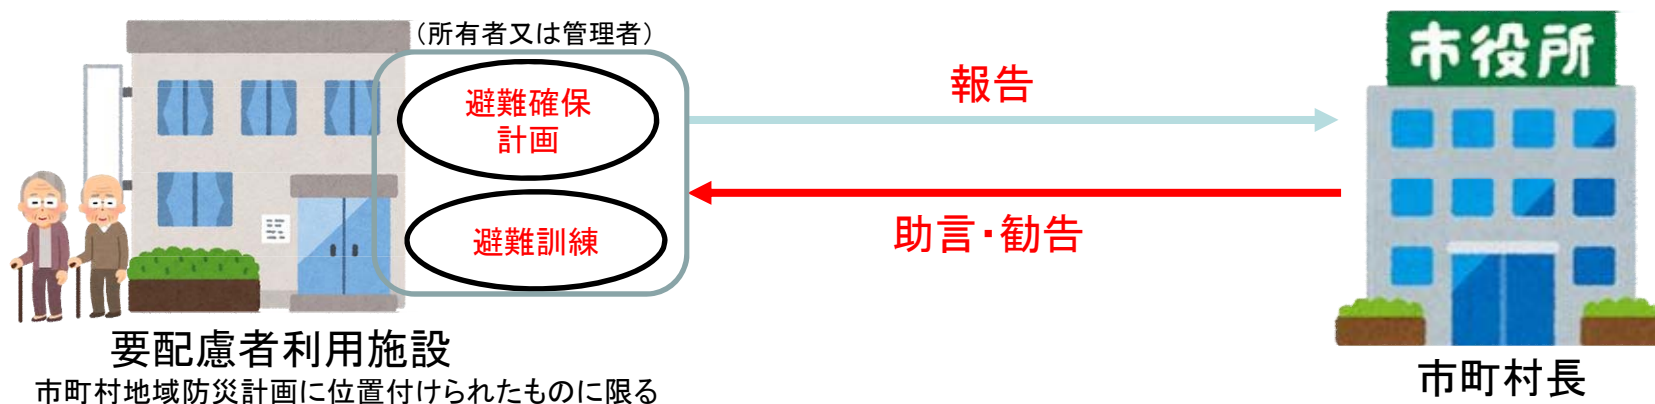 (所有者又は管理者)
避難確保
計画
避難訓練
報告
助言・勧告
市役所
要配慮者利用施設
市町村地域防災計画に位置付けられたものに限る
市町村長